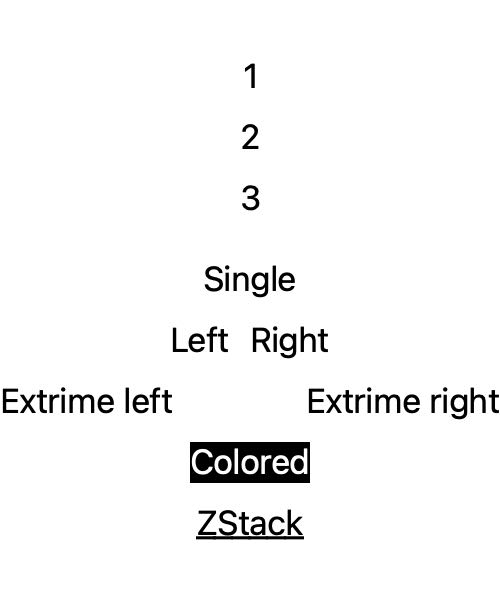 1
2
3
Single
Left Right
Extrime left Extrime right
Colored
ZStack